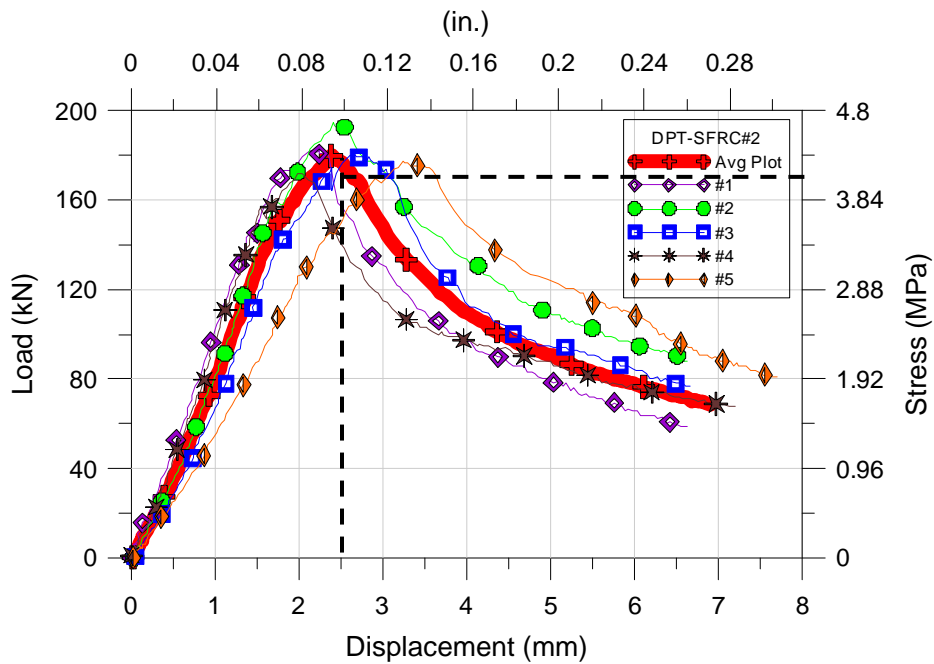 (in.)
0 0.04 0.08 0.12 0.16 0.2 0.24 0.28
200 4.8
160 3.84
120 2.88
80 1.92
40 0.96
0 0
Load (kN)
Stress (MPa)
DPT-SFRC#2
Avg Plot
#1
#2
#3
#4
#5
0 1 2 3 4 5 6 7 8
Displacement (mm)